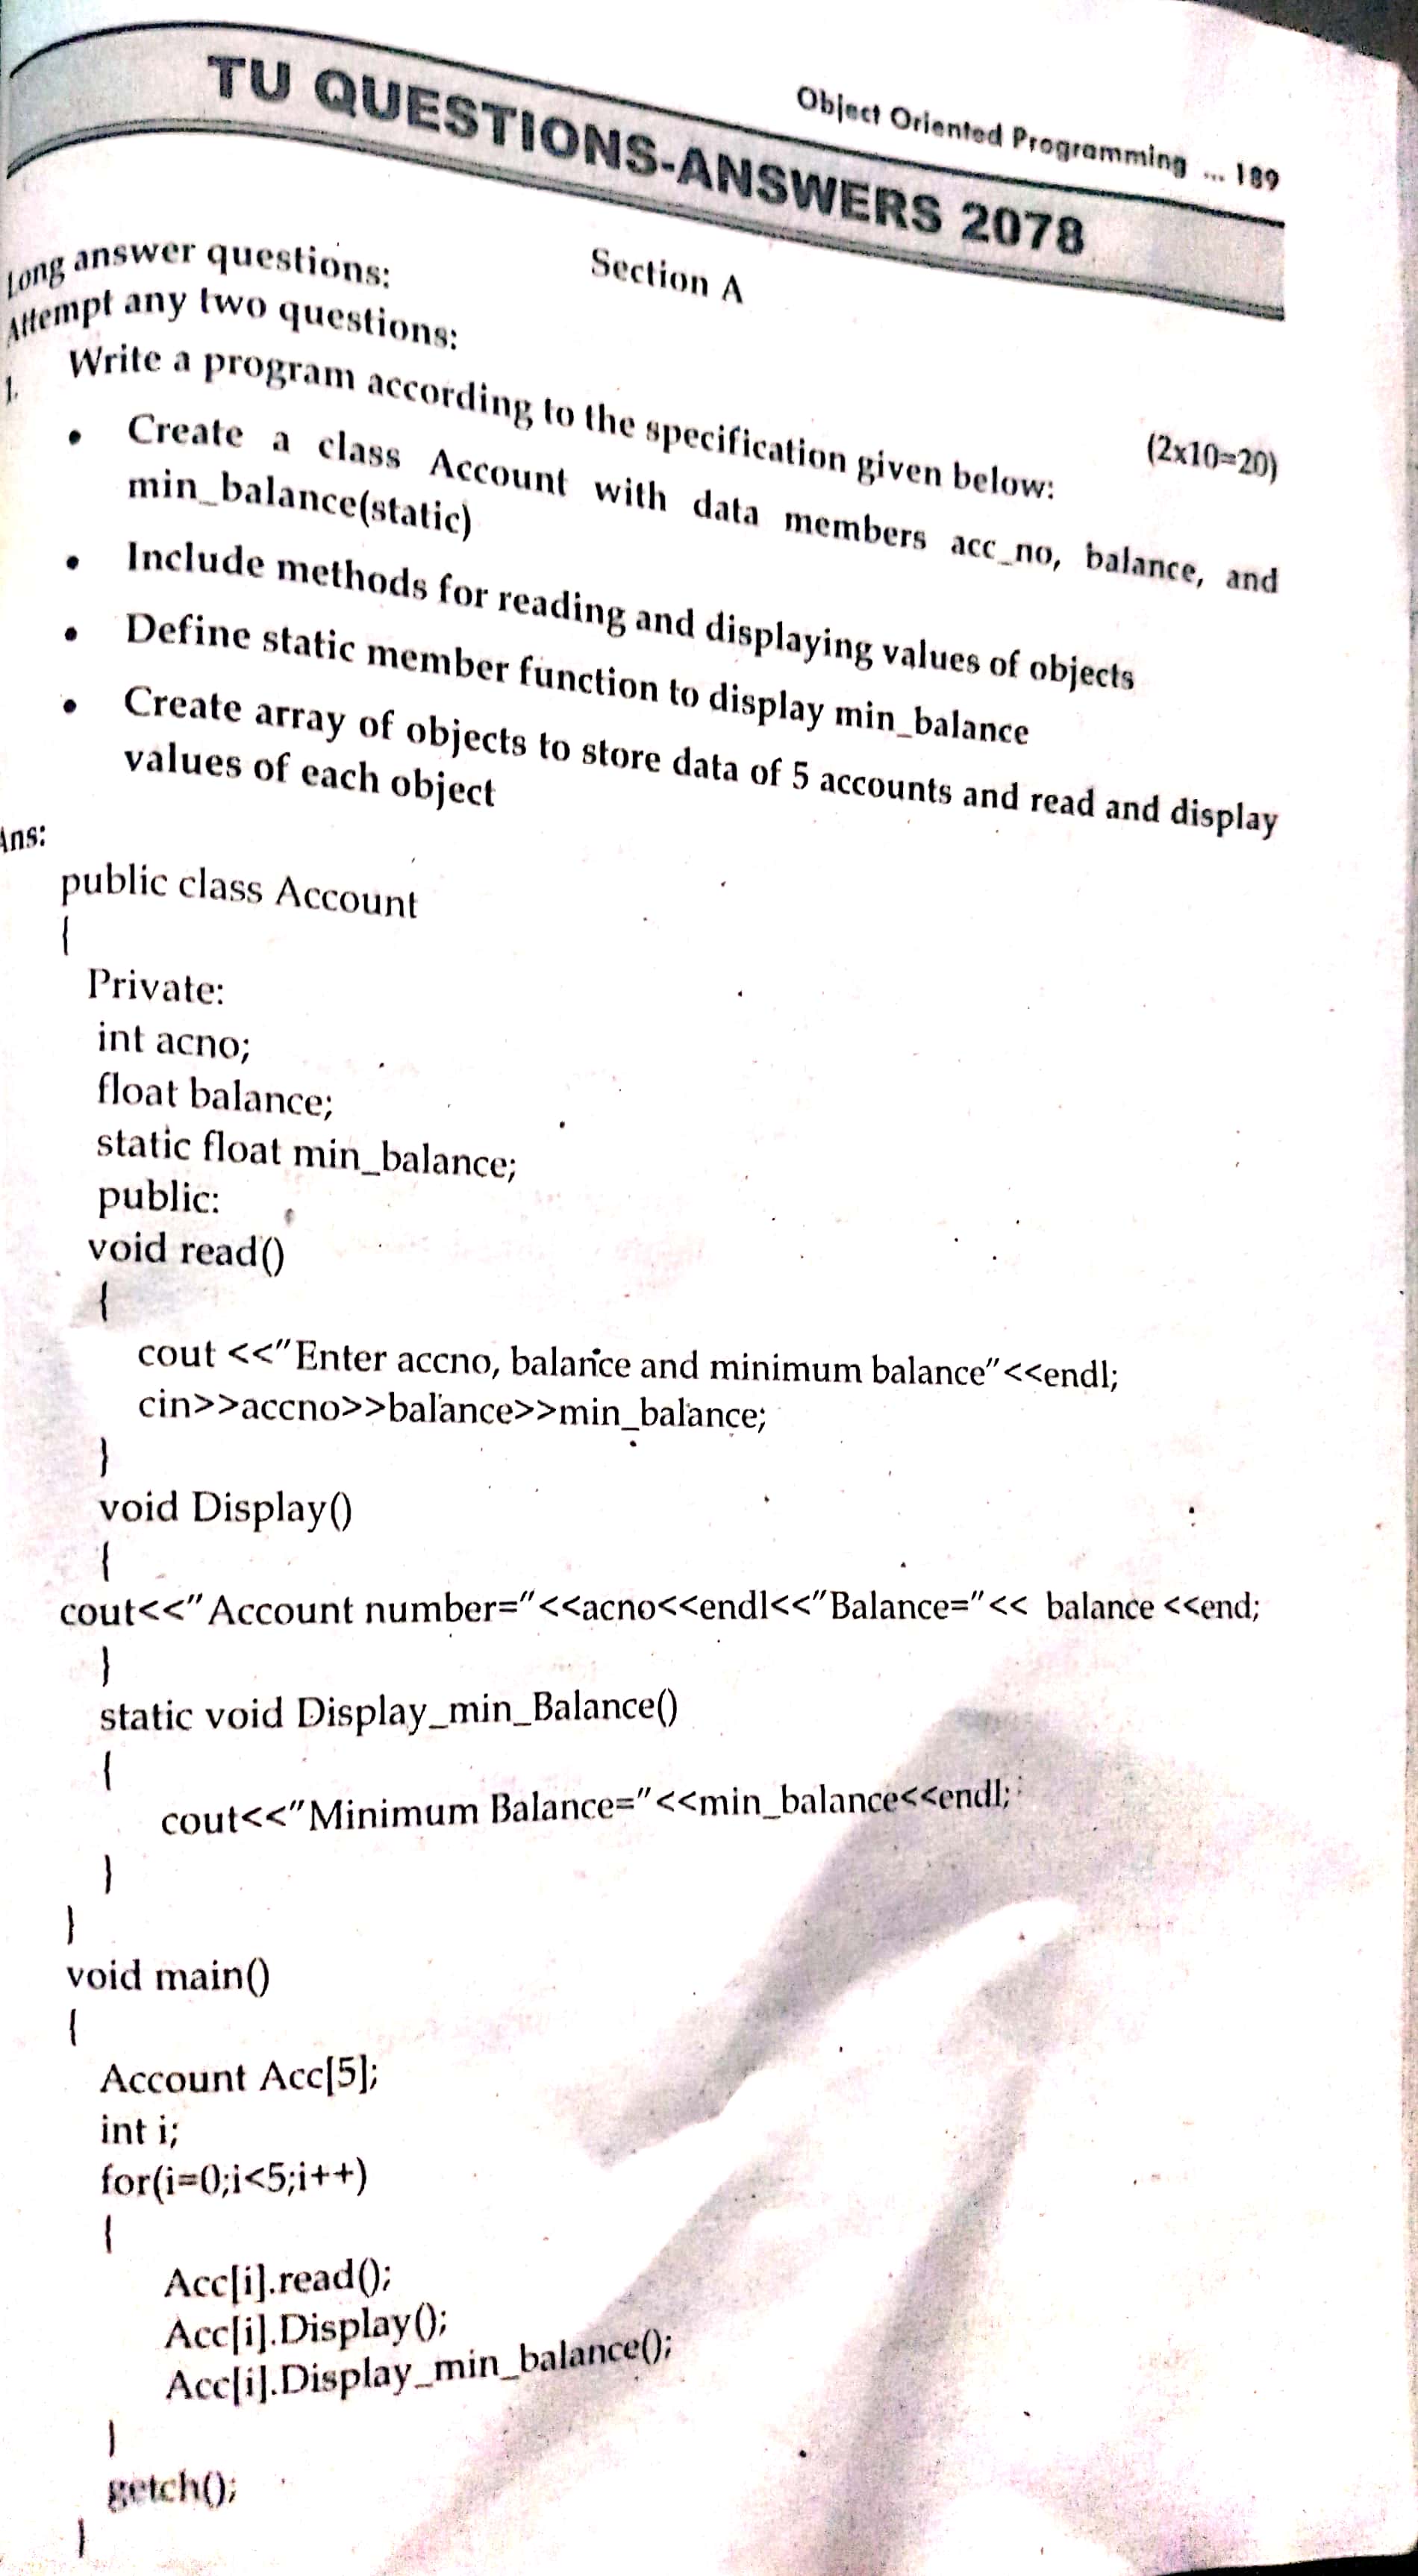 Object Oriented Programming ... 189
TU QUESTIONS-ANSWERS 2078
Section A
Long answer questions:
Attempt any two questions:
(2x10=20)
1. Write a program according to the specification given below:
• Create a class Account with data members acc_no, balance, and
min_balance(static)
• Include methods for reading and displaying values of objects
• Define static member function to display min_balance
• Create array of objects to store data of 5 accounts and read and display
values of each object
Ans:
public class Account
{
Private:
int acno;
float balance;
static float min_balance;
public:
void read()
{
cout <<"Enter accno, balance and minimum balance"<<endl;
cin>>accno>>balance>>min_balance;
}
void Display()
{
cout<<"Account number="<<acno<<endl<<"Balance="<< balance <<end;
}
static void Display_min_Balance()
{
cout<<"Minimum Balance="<<min_balance<<endl;
}
}
void main()
{
Account Acc[5];
int i;
for(i=0;i<5;i++)
{
Acc[i].read();
Acc[i].Display();
Acc[i].Display_min_balance();
}
getch();
}